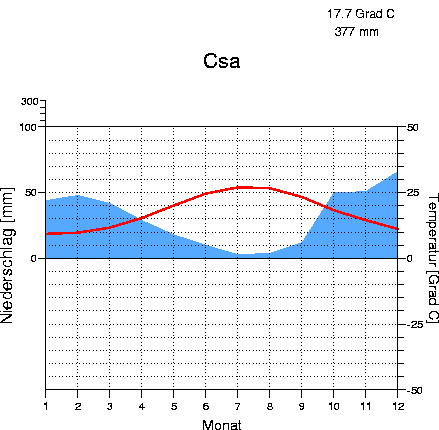 17.7 Grad C
377 mm
Csa
300
100
50
0
Niederschlag [mm]
50
25
0
-25
-50
Temperatur [Grad C]
1 2 3 4 5 6 7 8 9 10 11 12
Monat